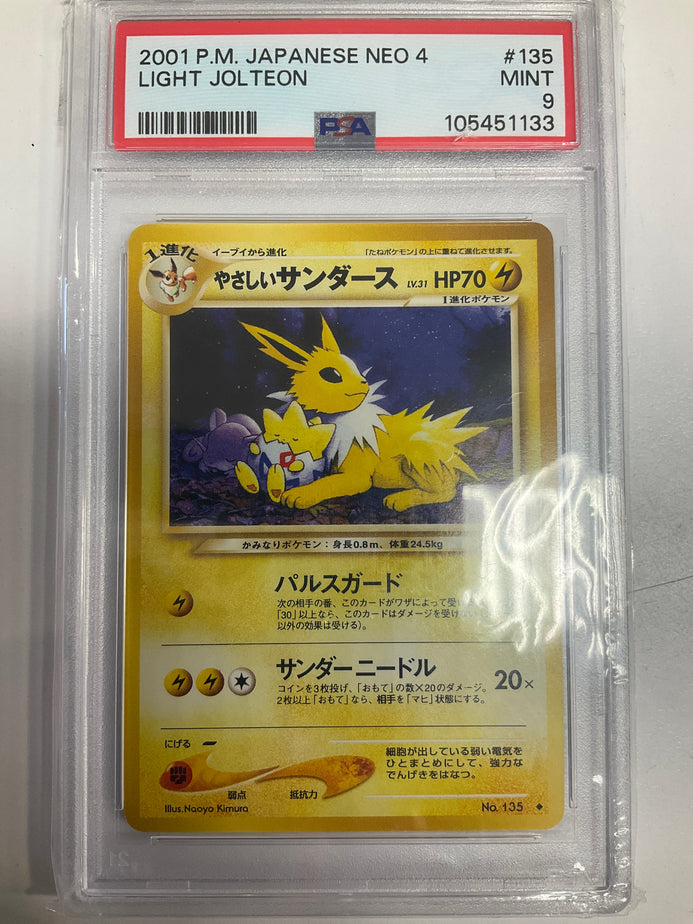 2001 P.M. JAPANESE NEO 4 #135
LIGHT JOLTEON MINT
9
PSA 105451133
1進化 イーブイから進化 「たねポケモン」の上に重ねて進化させます。
やさしいサンダース LV.31 HP70
1進化ポケモン
かみなりポケモン：身長0.8m、体重24.5kg
パルスガード
次の相手の番、このカードがワザによって受
「30」以上なら、このカードはダメージを受けない
以外の効果は受ける）。
サンダーニードル 20×
コインを3枚投げ、「おもて」の数×20のダメージ。
2枚以上「おもて」なら、相手を「マヒ」状態にする。
にげる
細胞が出している弱い電気を
ひとまとめにして、強力な
でんげきをはなつ。
弱点 抵抗力
Illus.Naoyo Kimura No. 135